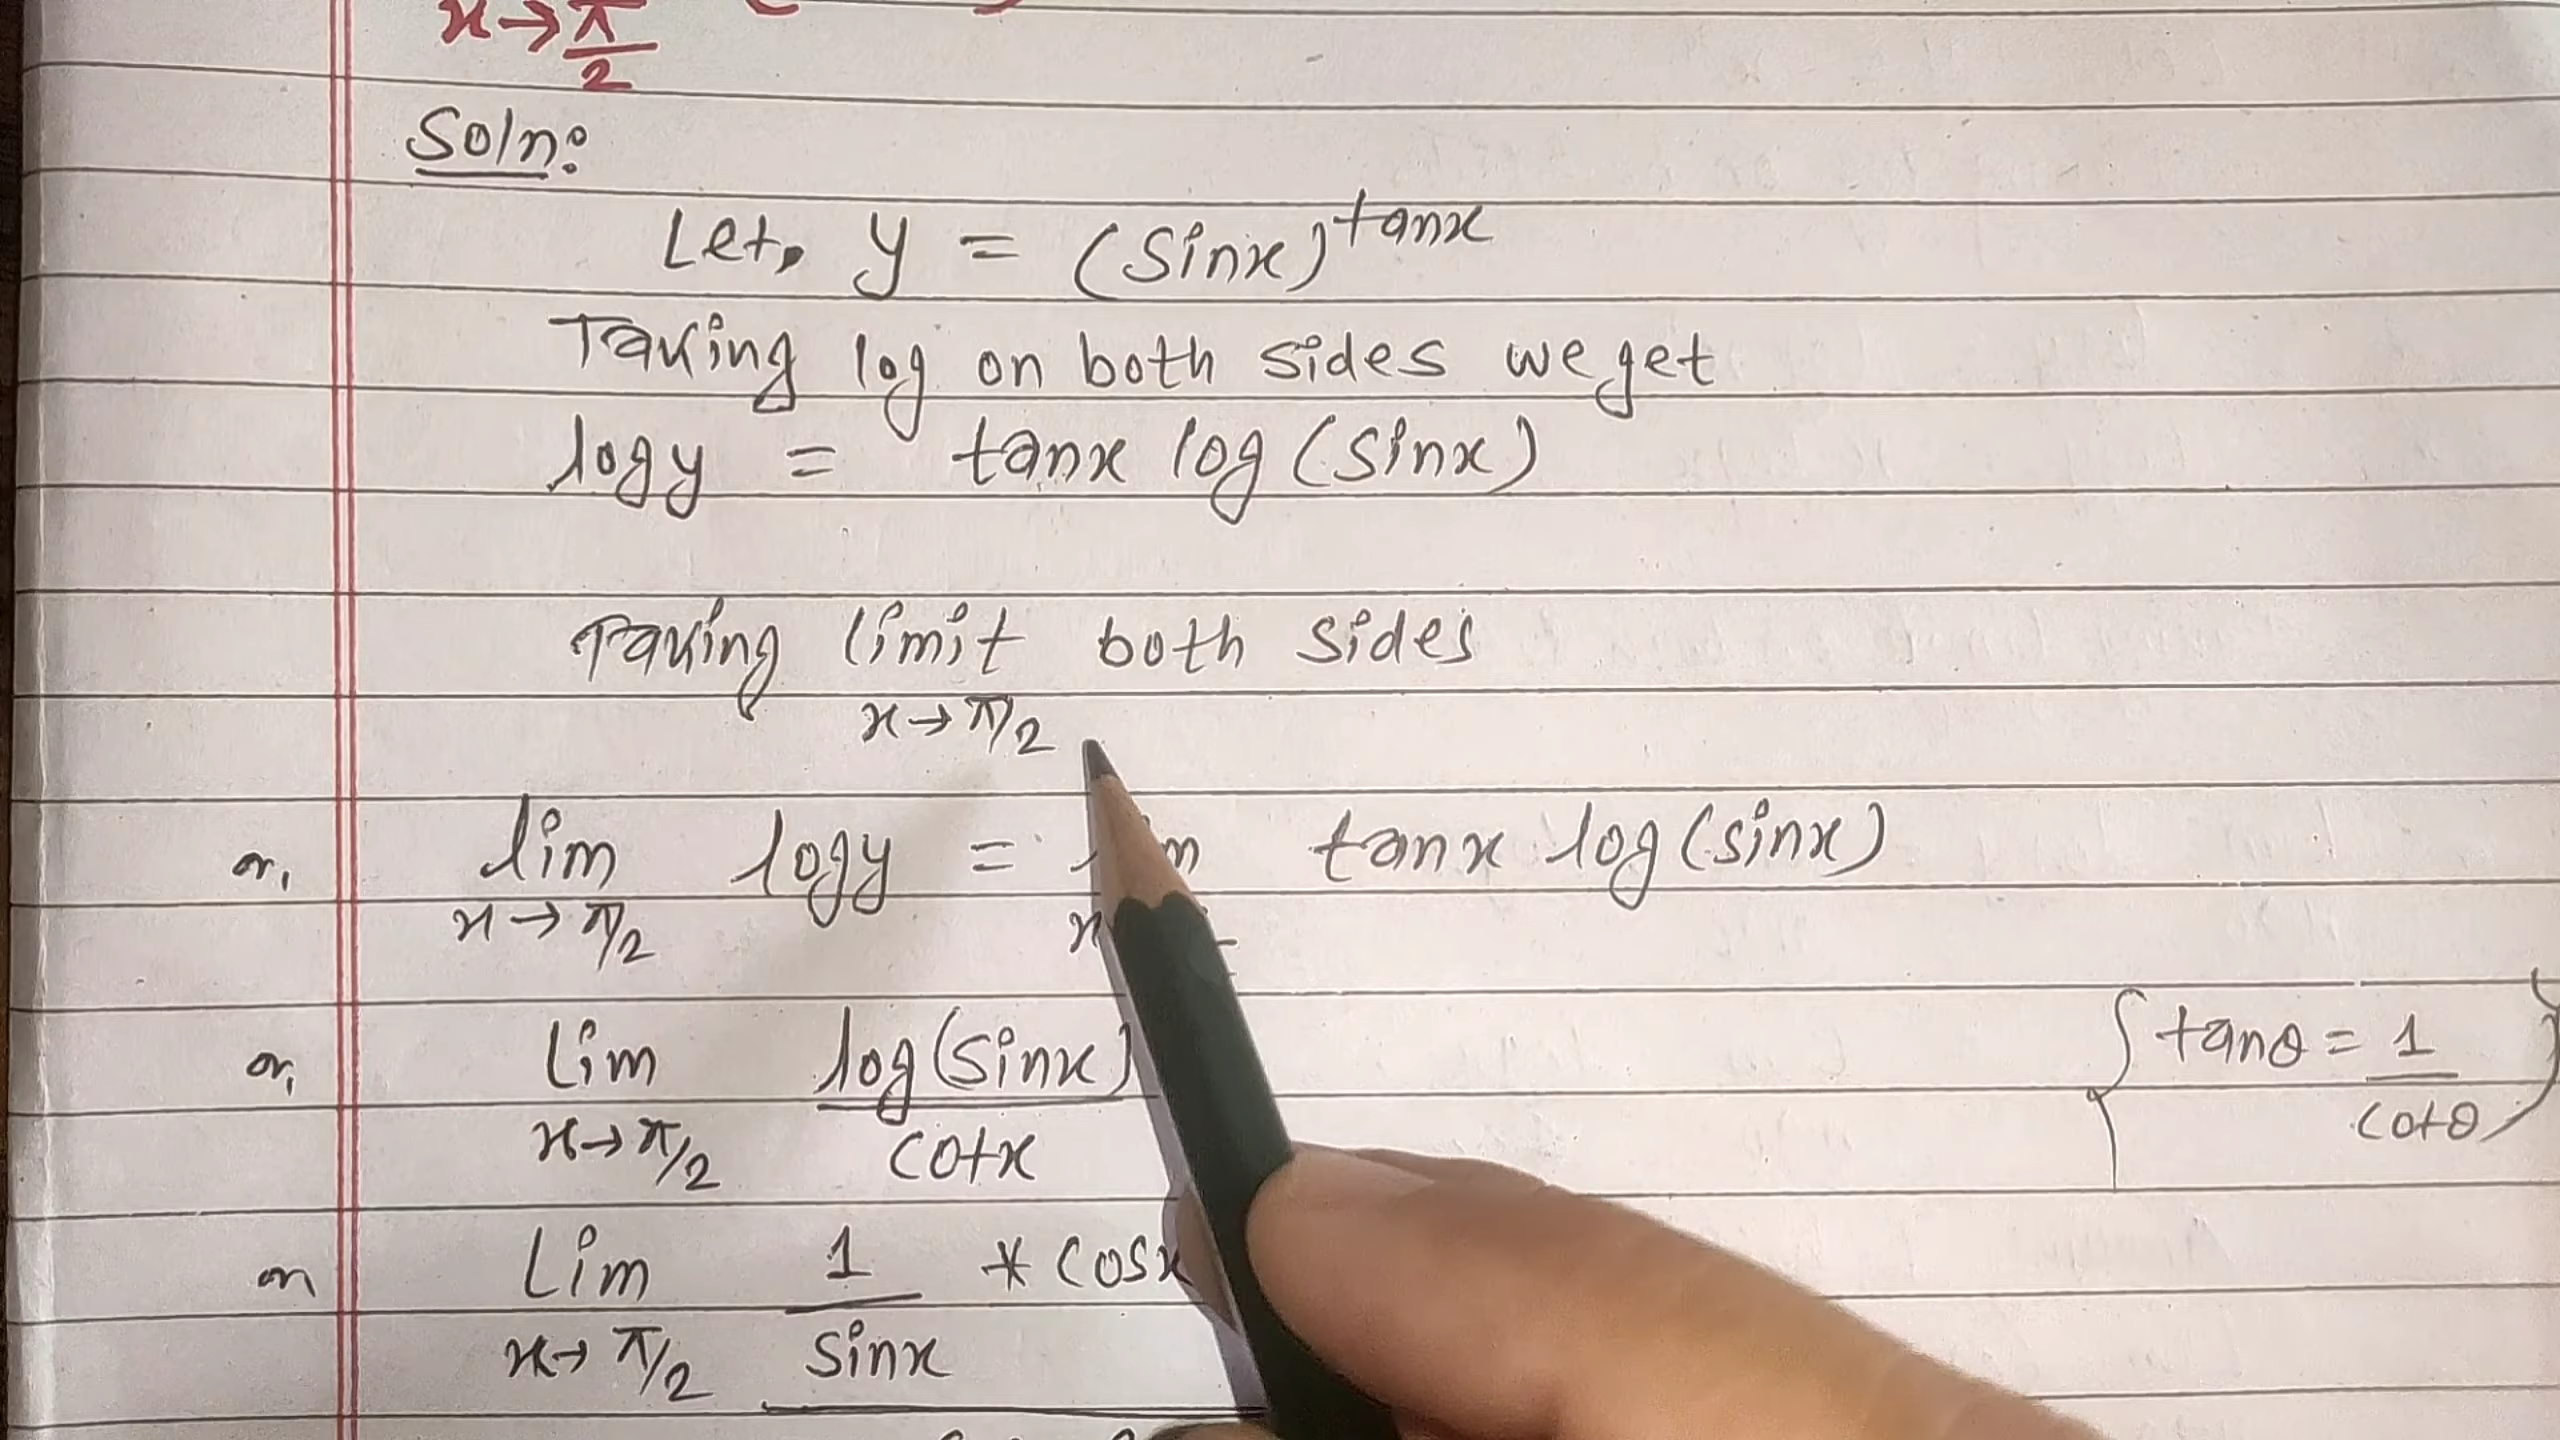 x→π/2
Soln:
Let, y = (sinx)^tanx
Taking log on both sides we get
logy = tanx log(sinx)
Taking limit both sides
x→π/2
or, lim logy = tanx log(sinx)
x→π/2 x
or, Lim log(sinx)
x→π/2 cotx
{tanθ = 1/cotθ}
or Lim 1 * cosx
x→π/2 sinx